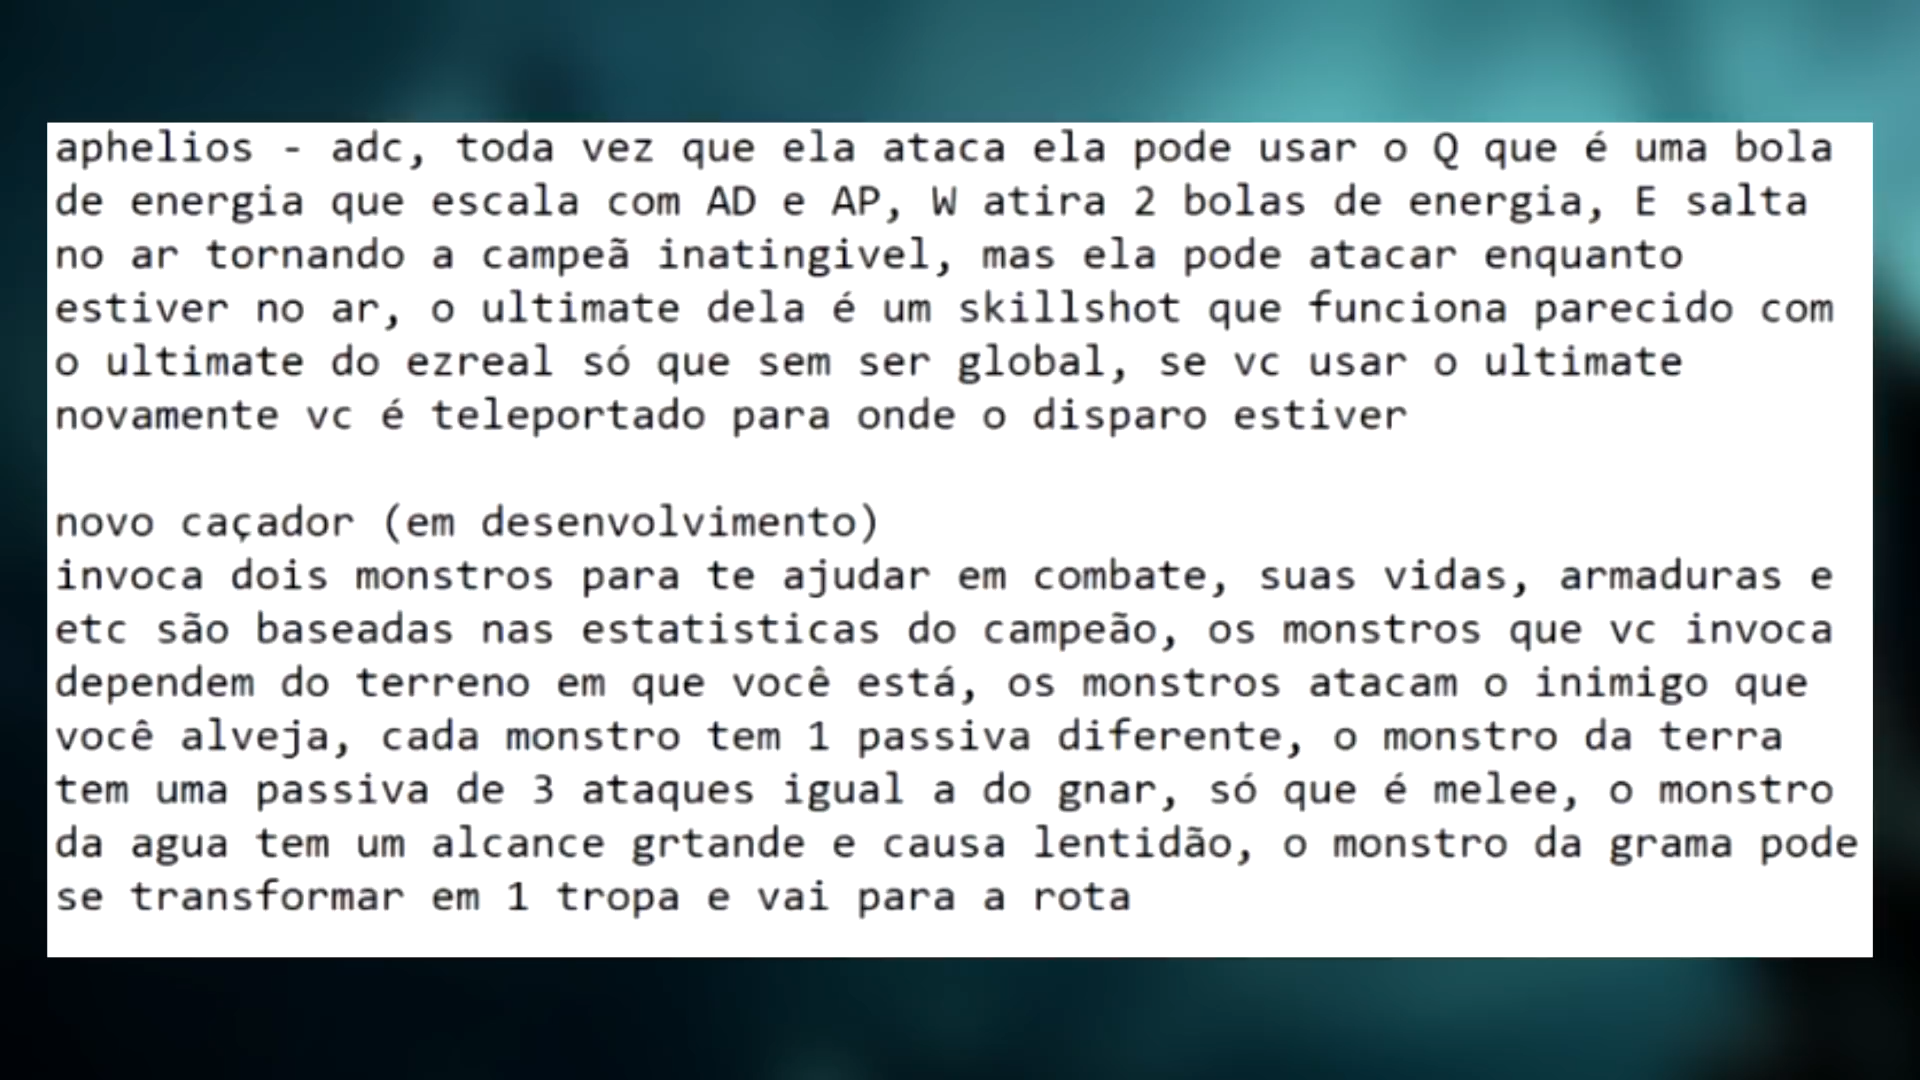 aphelios - adc, toda vez que ela ataca ela pode usar o Q que é uma bola
de energia que escala com AD e AP, W atira 2 bolas de energia, E salta
no ar tornando a campeã inatingivel, mas ela pode atacar enquanto
estiver no ar, o ultimate dela é um skillshot que funciona parecido com
o ultimate do ezreal só que sem ser global, se vc usar o ultimate
novamente vc é teleportado para onde o disparo estiver
novo caçador (em desenvolvimento)
invoca dois monstros para te ajudar em combate, suas vidas, armaduras e
etc são baseadas nas estatisticas do campeão, os monstros que vc invoca
dependem do terreno em que você está, os monstros atacam o inimigo que
você alveja, cada monstro tem 1 passiva diferente, o monstro da terra
tem uma passiva de 3 ataques igual a do gnar, só que é melee, o monstro
da agua tem um alcance grtande e causa lentidão, o monstro da grama pode
se transformar em 1 tropa e vai para a rota